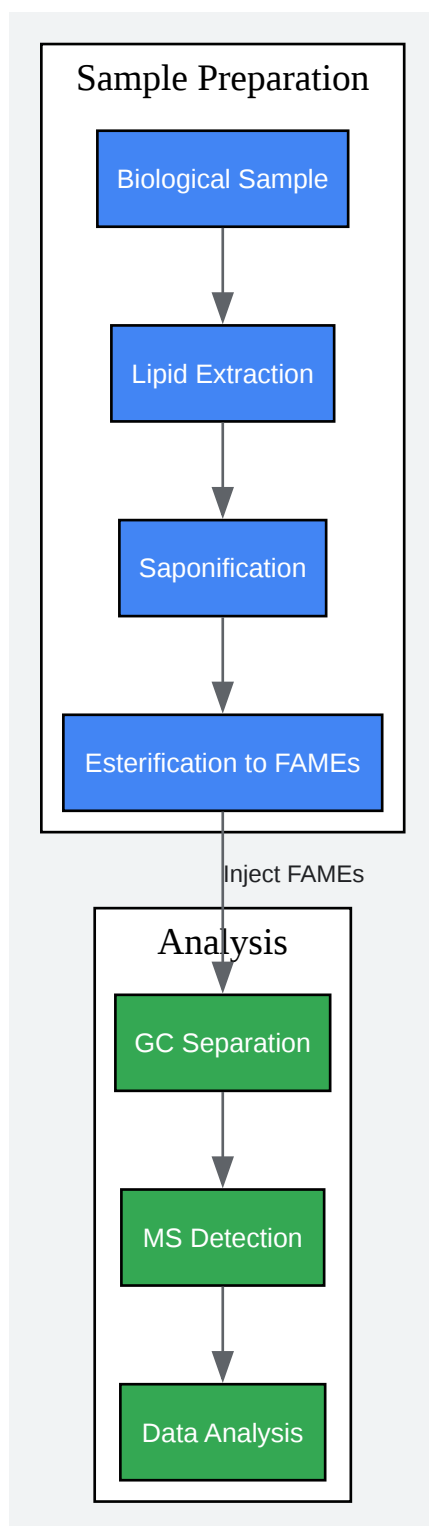 Sample Preparation
Biological Sample
Lipid Extraction
Saponification
Esterification to FAMEs
Inject FAMEs
Analysis
GC Separation
MS Detection
Data Analysis